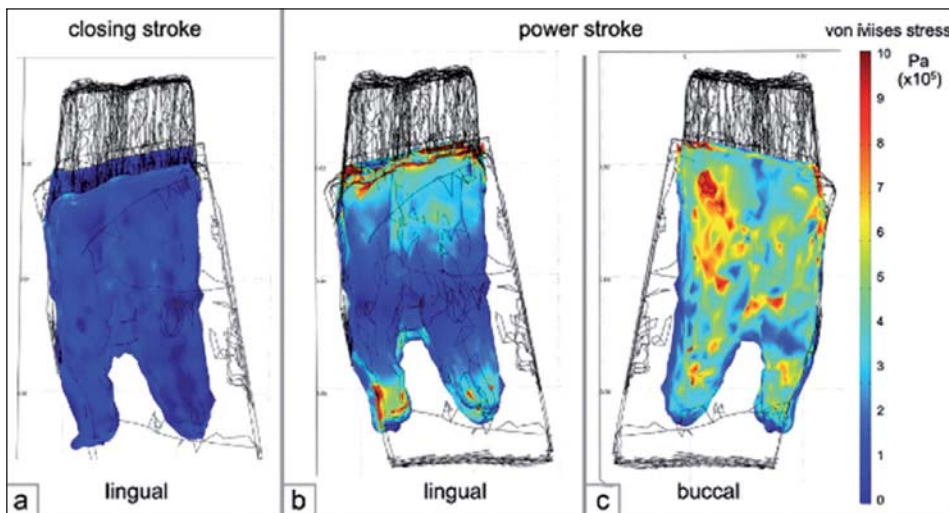 closing stroke
power stroke
von Mises stress
Pa
(x10⁵)
10
9
8
7
6
5
4
3
2
1
0
a
lingual
b
lingual
c
buccal